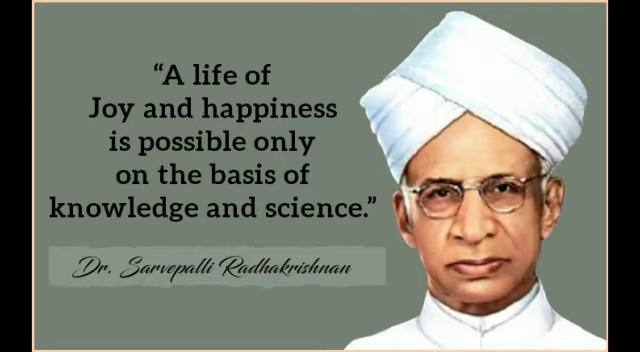 “A life of
Joy and happiness
is possible only
on the basis of
knowledge and science.”
Dr. Sarvepalli Radhakrishnan